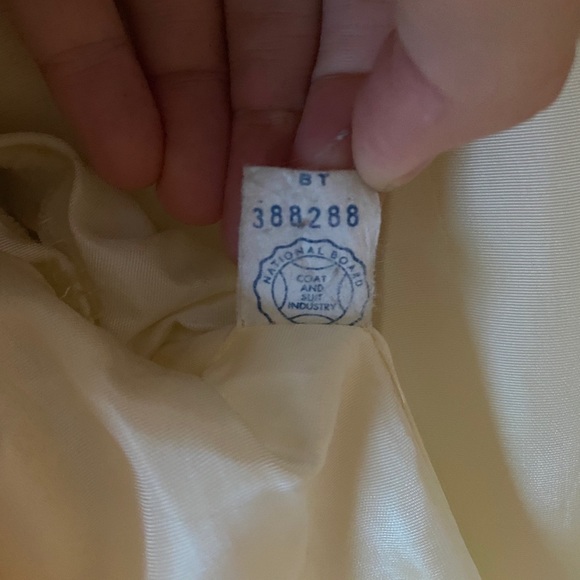 BT
388288
NATIONAL BOARD
COAT
AND
SUIT
INDUSTRY